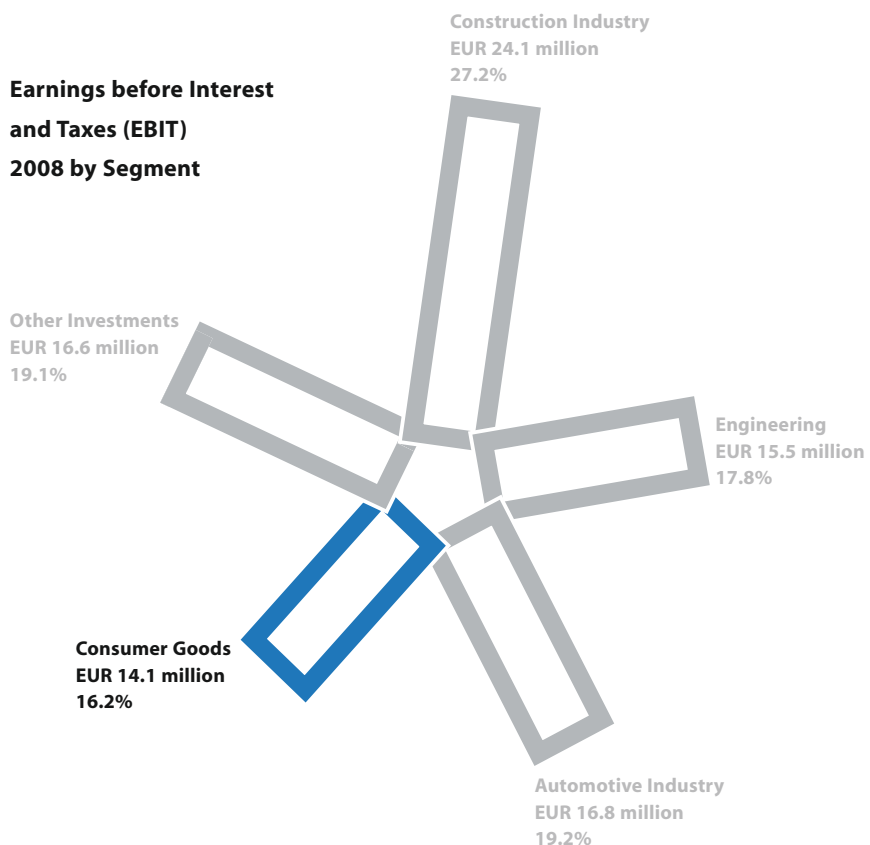 Construction Industry
EUR 24.1 million
27.2%
Earnings before Interest
and Taxes (EBIT)
2008 by Segment
Other Investments
EUR 16.6 million
19.1%
Engineering
EUR 15.5 million
17.8%
Consumer Goods
EUR 14.1 million
16.2%
Automotive Industry
EUR 16.8 million
19.2%